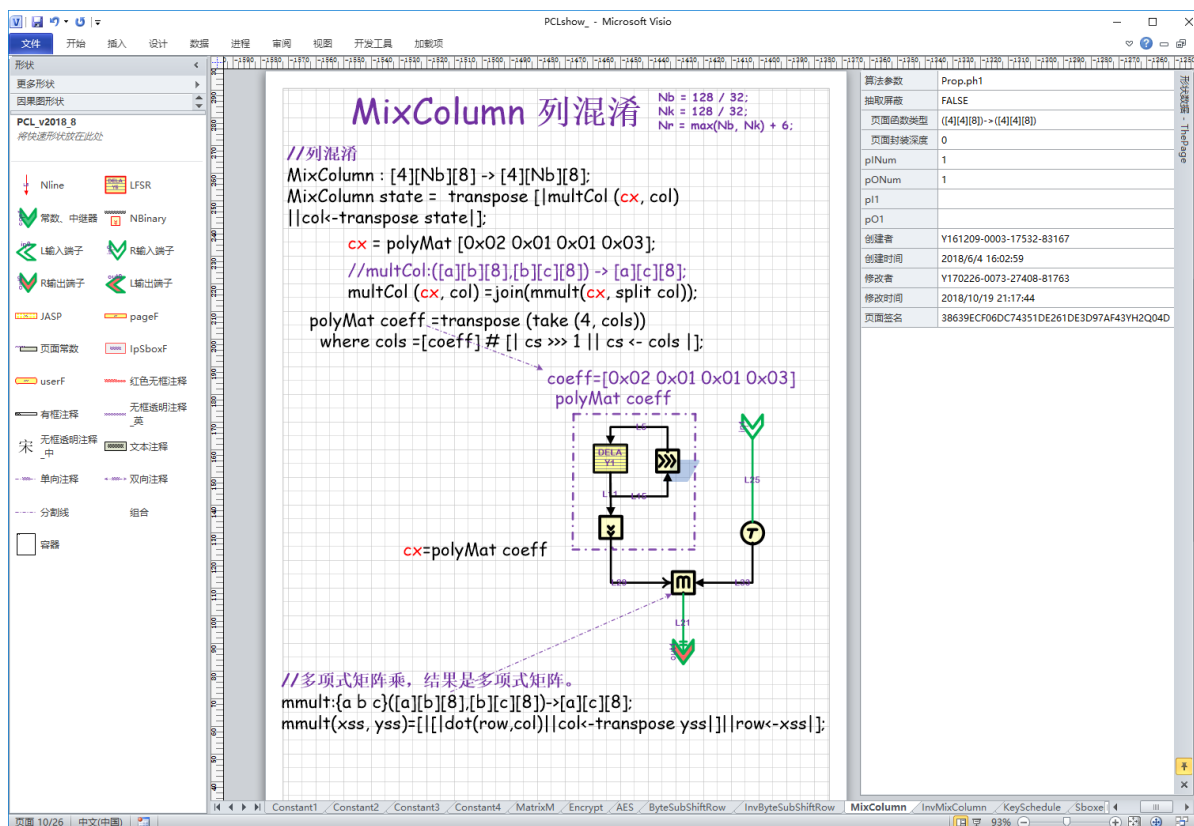 PCLshow_ - Microsoft Visio
文件 开始 插入 设计 数据 进程 审阅 视图 开发工具 加载项
形状
更多形状
因果图形状
PCL_v2018_8
将快速形状放在此处
Nline
LFSR
常数、中继器
NBinary
L输入端子
R输入端子
R输出端子
L输出端子
JASP
pageF
页面常数
IpSboxF
userF
红色无框注释
有框注释
无框透明注释_英
宋 无框透明注释_中
文本注释
单向注释
双向注释
分割线
组合
容器
MixColumn 列混淆
Nb = 128 / 32;
Nk = 128 / 32;
Nr = max(Nb, Nk) + 6;
//列混淆
MixColumn : [4][Nb][8] -> [4][Nb][8];
MixColumn state = transpose [|multCol (cx, col)
||col<-transpose state|];
cx = polyMat [0x02 0x01 0x01 0x03];
//multCol:([a][b][8],[b][c][8]) -> [a][c][8];
multCol (cx, col) =join(mmult(cx, split col));
polyMat coeff =transpose (take (4, cols))
where cols =[coeff] # [| cs >>> 1 || cs <- cols |];
coeff=[0x02 0x01 0x01 0x03]
polyMat coeff
L5
DELA
Y1
>>>
L11
L15
L25
T
cx=polyMat coeff
L20
m
L21
//多项式矩阵乘，结果是多项式矩阵。
mmult:{a b c}([a][b][8],[b][c][8])->[a][c][8];
mmult(xss, yss)=[|[|dot(row,col)||col<-transpose yss|]||row<-xss|];
算法参数 Prop.ph1
抽取屏蔽 FALSE
页面函数类型 ([4][4][8])->([4][4][8])
页面封装深度 0
pINum 1
pONum 1
pI1
pO1
创建者 Y161209-0003-17532-83167
创建时间 2018/6/4 16:02:59
修改者 Y170226-0073-27408-81763
修改时间 2018/10/19 21:17:44
页面签名 38639ECF06DC74351DE261DE3D97AF43YH2Q04D
形状数据 - ThePage
Constant1 Constant2 Constant3 Constant4 MatrixM Encrypt AES ByteSubShiftRow InvByteSubShiftRow MixColumn InvMixColumn KeySchedule Sboxe
页面 10/26 中文(中国) 93%